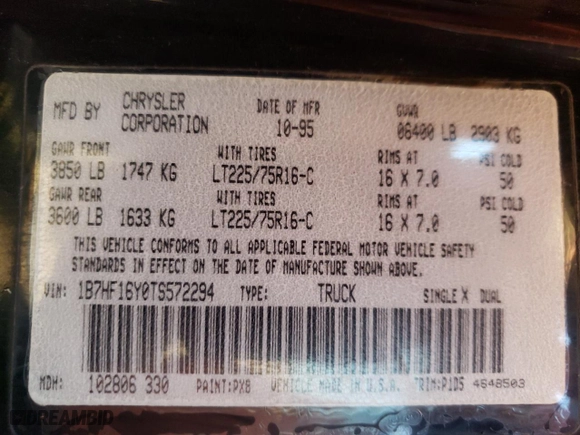 MFD BY CHRYSLER CORPORATION DATE OF MFR 10-95 GVWR 06400 LB 2903 KG
GAWR FRONT WITH TIRES RIMS AT PSI COLD
3850 LB 1747 KG LT225/75R16-C 16 X 7.0 50
GAWR REAR WITH TIRES RIMS AT PSI COLD
3600 LB 1633 KG LT225/75R16-C 16 X 7.0 50
THIS VEHICLE CONFORMS TO ALL APPLICABLE FEDERAL MOTOR VEHICLE SAFETY
STANDARDS IN EFFECT ON THE DATE OF MANUFACTURE SHOWN ABOVE.
VIN: 1B7HF16Y0TS572294 TYPE: TRUCK SINGLE X DUAL
MDH: 102806 330 PAINT: PX8 VEHICLE MADE IN U.S.A. TRIM: P1D5 4648503
DREAMBID